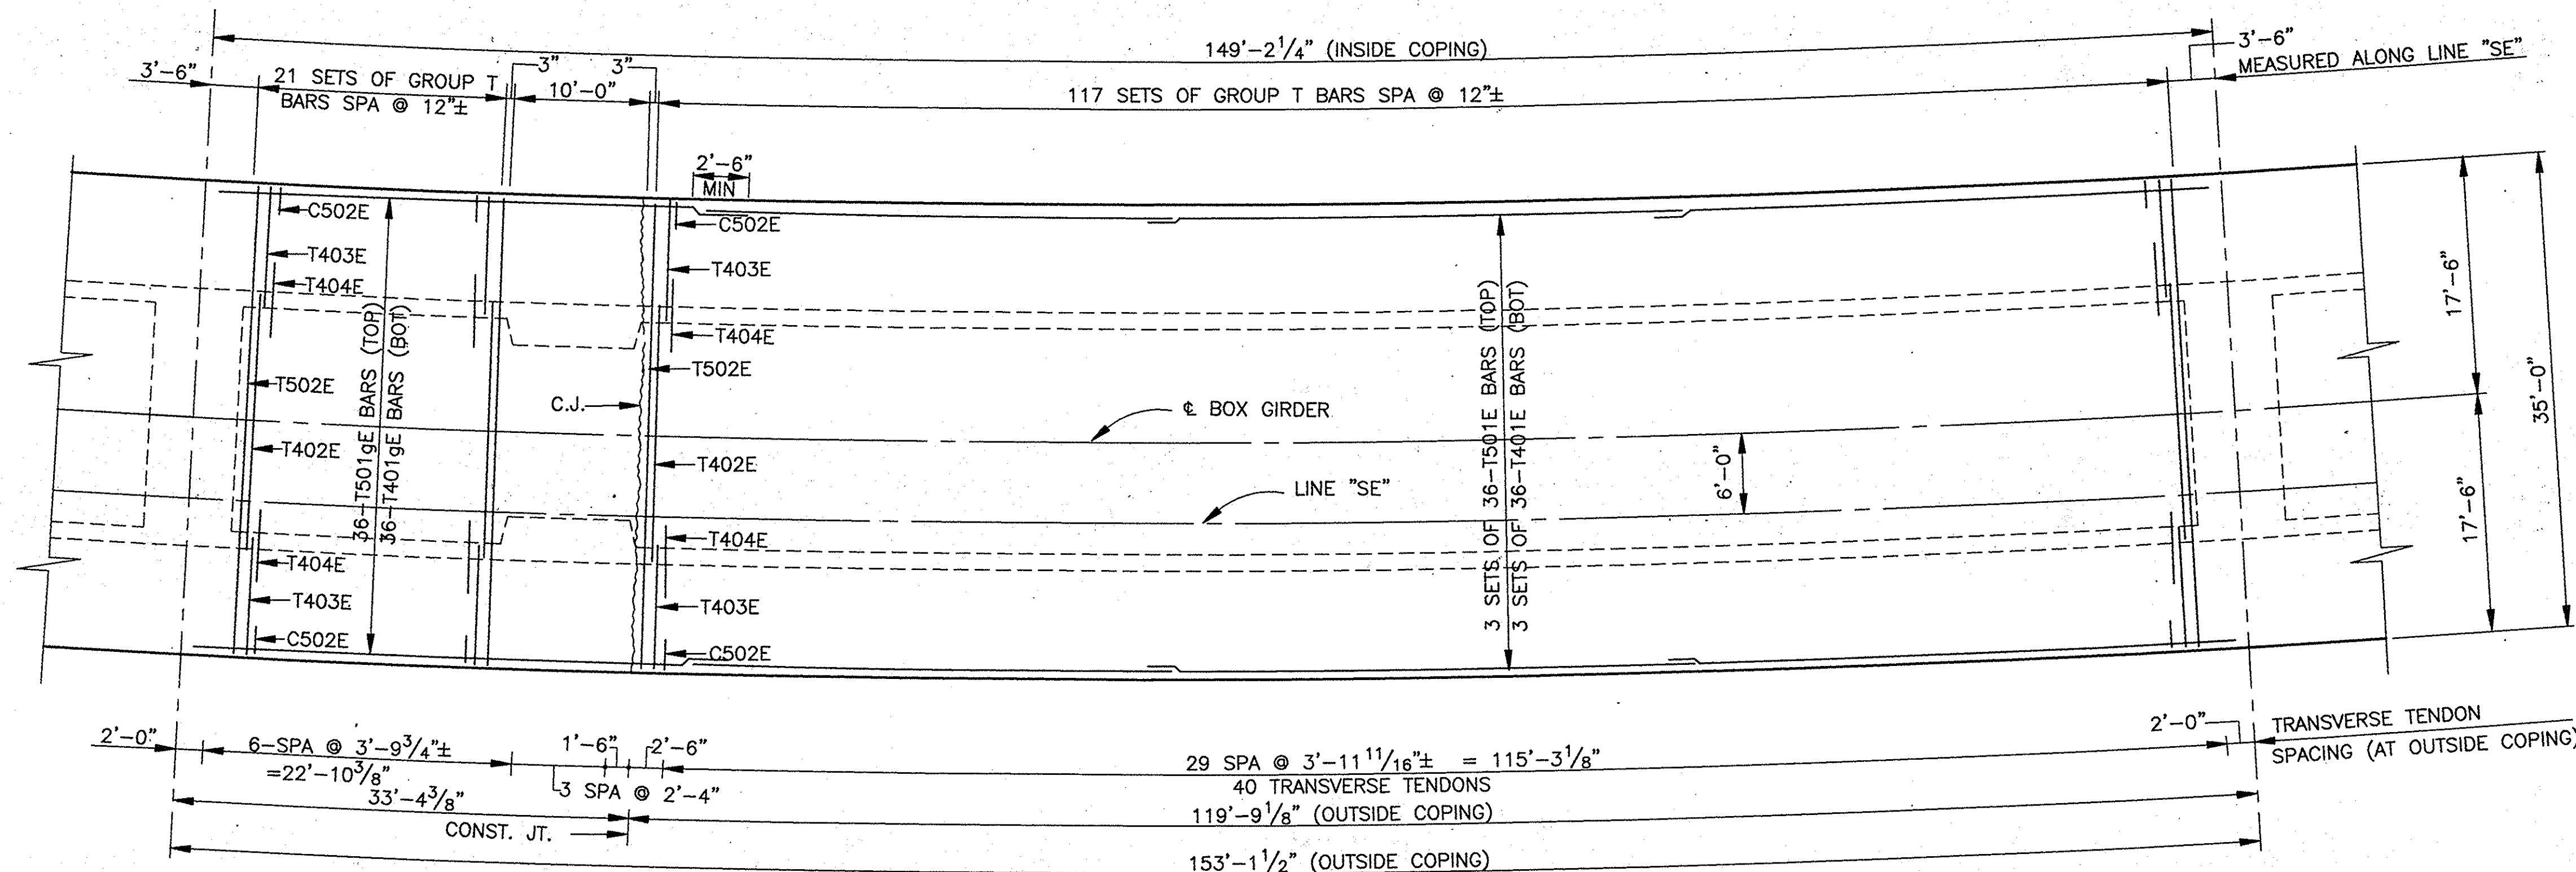 149'-2 1/4" (INSIDE COPING)
3'-6"
MEASURED ALONG LINE "SE"
3'-6"
21 SETS OF GROUP T
BARS SPA @ 12"±
3"
3"
10'-0"
117 SETS OF GROUP T BARS SPA @ 12"±
2'-6"
MIN
C502E
T403E
T404E
T502E
T402E
T404E
T403E
C502E
36-T501gE BARS (TOP)
36-T401gE BARS (BOT)
C.J.
C502E
T403E
T404E
T502E
T402E
T404E
T403E
C502E
℄ BOX GIRDER
LINE "SE"
3 SETS OF 36-T501E BARS (TOP)
3 SETS OF 36-T401E BARS (BOT)
6'-0"
17'-6"
17'-6"
35'-0"
2'-0"
6-SPA @ 3'-9 3/4"±
=22'-10 3/8"
1'-6"
2'-6"
3 SPA @ 2'-4"
29 SPA @ 3'-11 11/16"± = 115'-3 1/8"
40 TRANSVERSE TENDONS
2'-0"
TRANSVERSE TENDON
SPACING (AT OUTSIDE COPING)
33'-4 3/8"
CONST. JT.
119'-9 1/8" (OUTSIDE COPING)
153'-1 1/2" (OUTSIDE COPING)